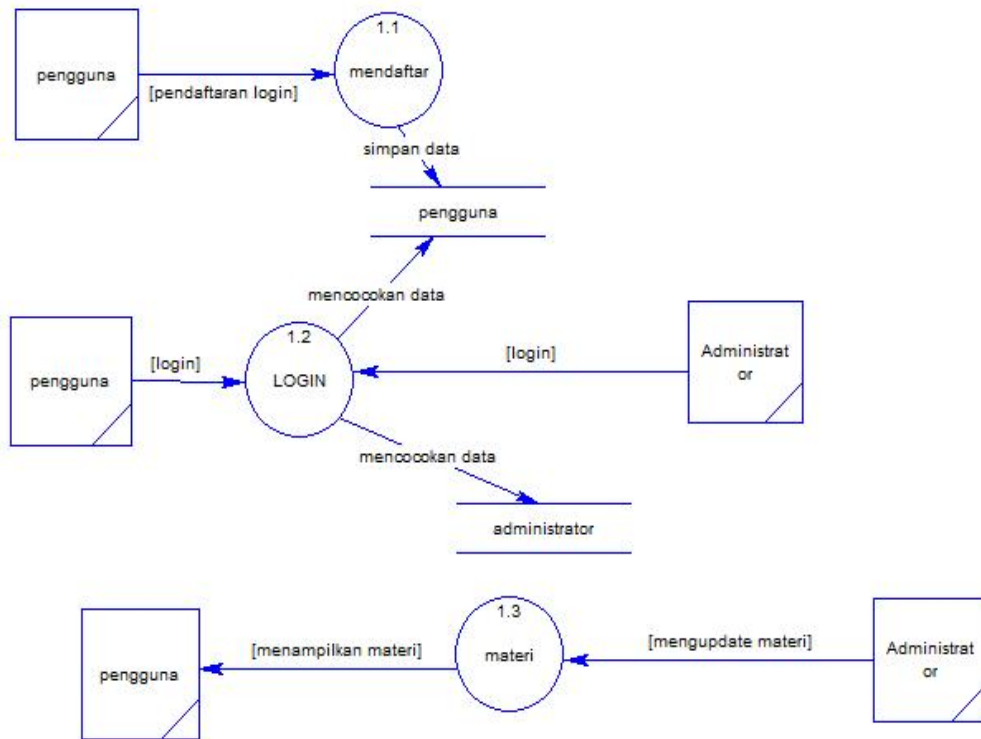 1.1
pengguna
mendaftar
[pendaftaran login]
simpan data
pengguna
mencocokan data
1.2
[login]
[login]
Administrat
or
pengguna
LOGIN
mencocokan data
administrator
1.3
[menampilkan materi]
[mengupdate materi]
pengguna
materi
Administrat
or